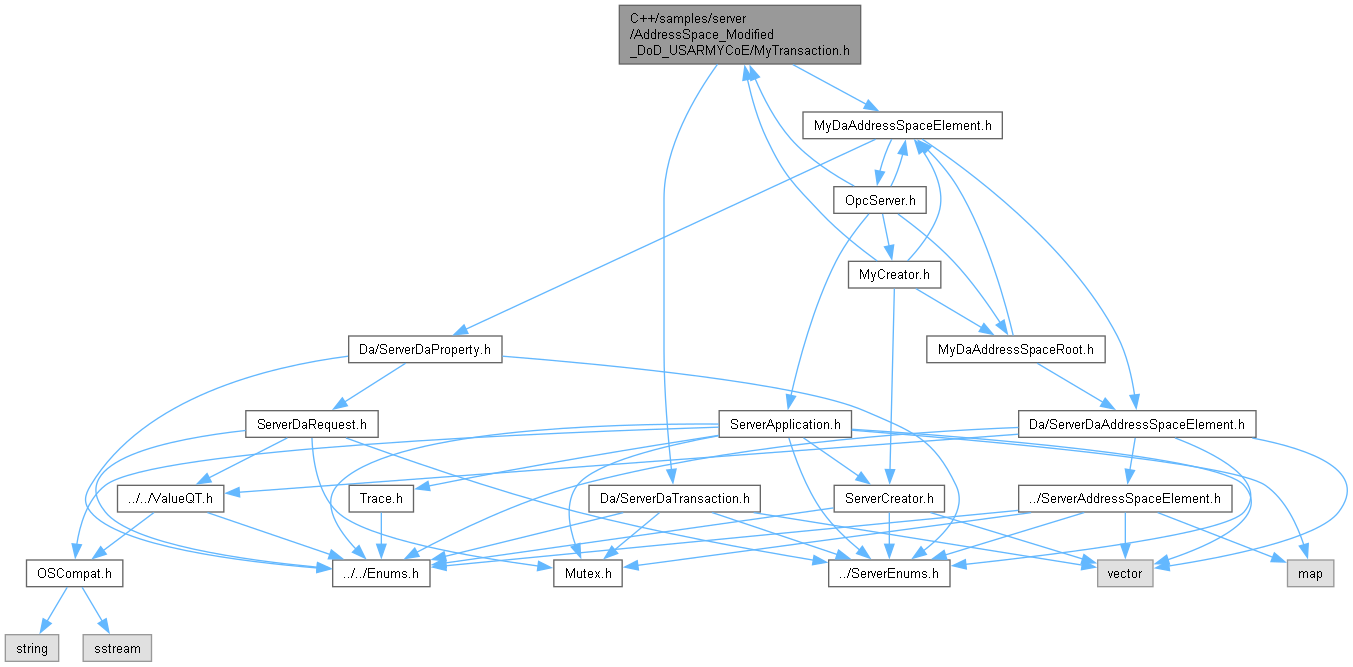 C++/samples/server
/AddressSpace_Modified
_DoD_USARMYCoE/MyTransaction.h
MyDaAddressSpaceElement.h
OpcServer.h
MyCreator.h
Da/ServerDaProperty.h
MyDaAddressSpaceRoot.h
ServerDaRequest.h
ServerApplication.h
Da/ServerDaAddressSpaceElement.h
../../ValueQT.h
Trace.h
Da/ServerDaTransaction.h
ServerCreator.h
../ServerAddressSpaceElement.h
OSCompat.h
../../Enums.h
Mutex.h
../ServerEnums.h
vector
map
string
sstream